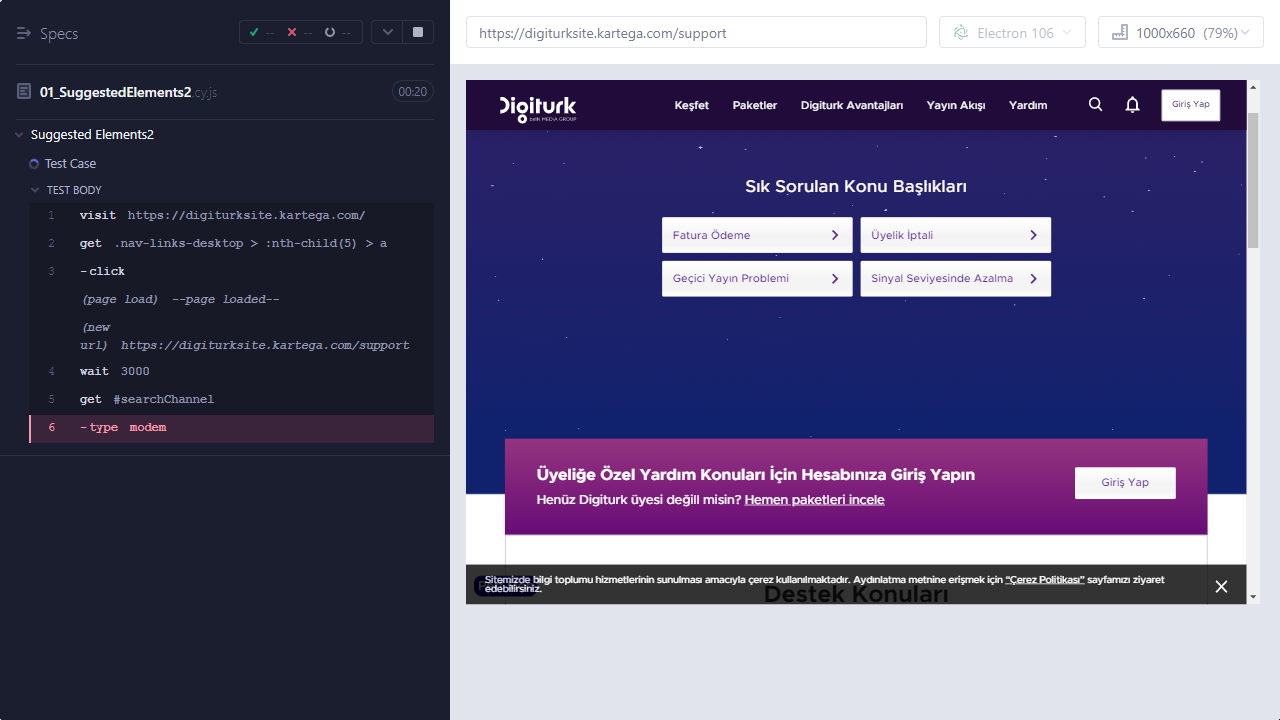 Specs
--
--
--
https://digiturksite.kartega.com/support
Electron 106
1000x660 (79%)
01_SuggestedElements2.cy.js
00:20
Suggested Elements2
Test Case
TEST BODY
1 visit https://digiturksite.kartega.com/
2 get .nav-links-desktop > :nth-child(5) > a
3 -click
(page load) --page loaded--
(new
url) https://digiturksite.kartega.com/support
4 wait 3000
5 get #searchChannel
6 -type modem
Digiturk
beIN MEDIA GROUP
Keşfet
Paketler
Digiturk Avantajları
Yayın Akışı
Yardım
Giriş Yap
Sık Sorulan Konu Başlıkları
Fatura Ödeme
Üyelik İptali
Geçici Yayın Problemi
Sinyal Seviyesinde Azalma
Üyeliğe Özel Yardım Konuları İçin Hesabınıza Giriş Yapın
Henüz Digiturk üyesi değill misin? Hemen paketleri incele
Giriş Yap
Sitemizde bilgi toplumu hizmetlerinin sunulması amacıyla çerez kullanılmaktadır. Aydınlatma metnine erişmek için "Çerez Politikası" sayfamızı ziyaret
edebilirsiniz.
Destek Konuları